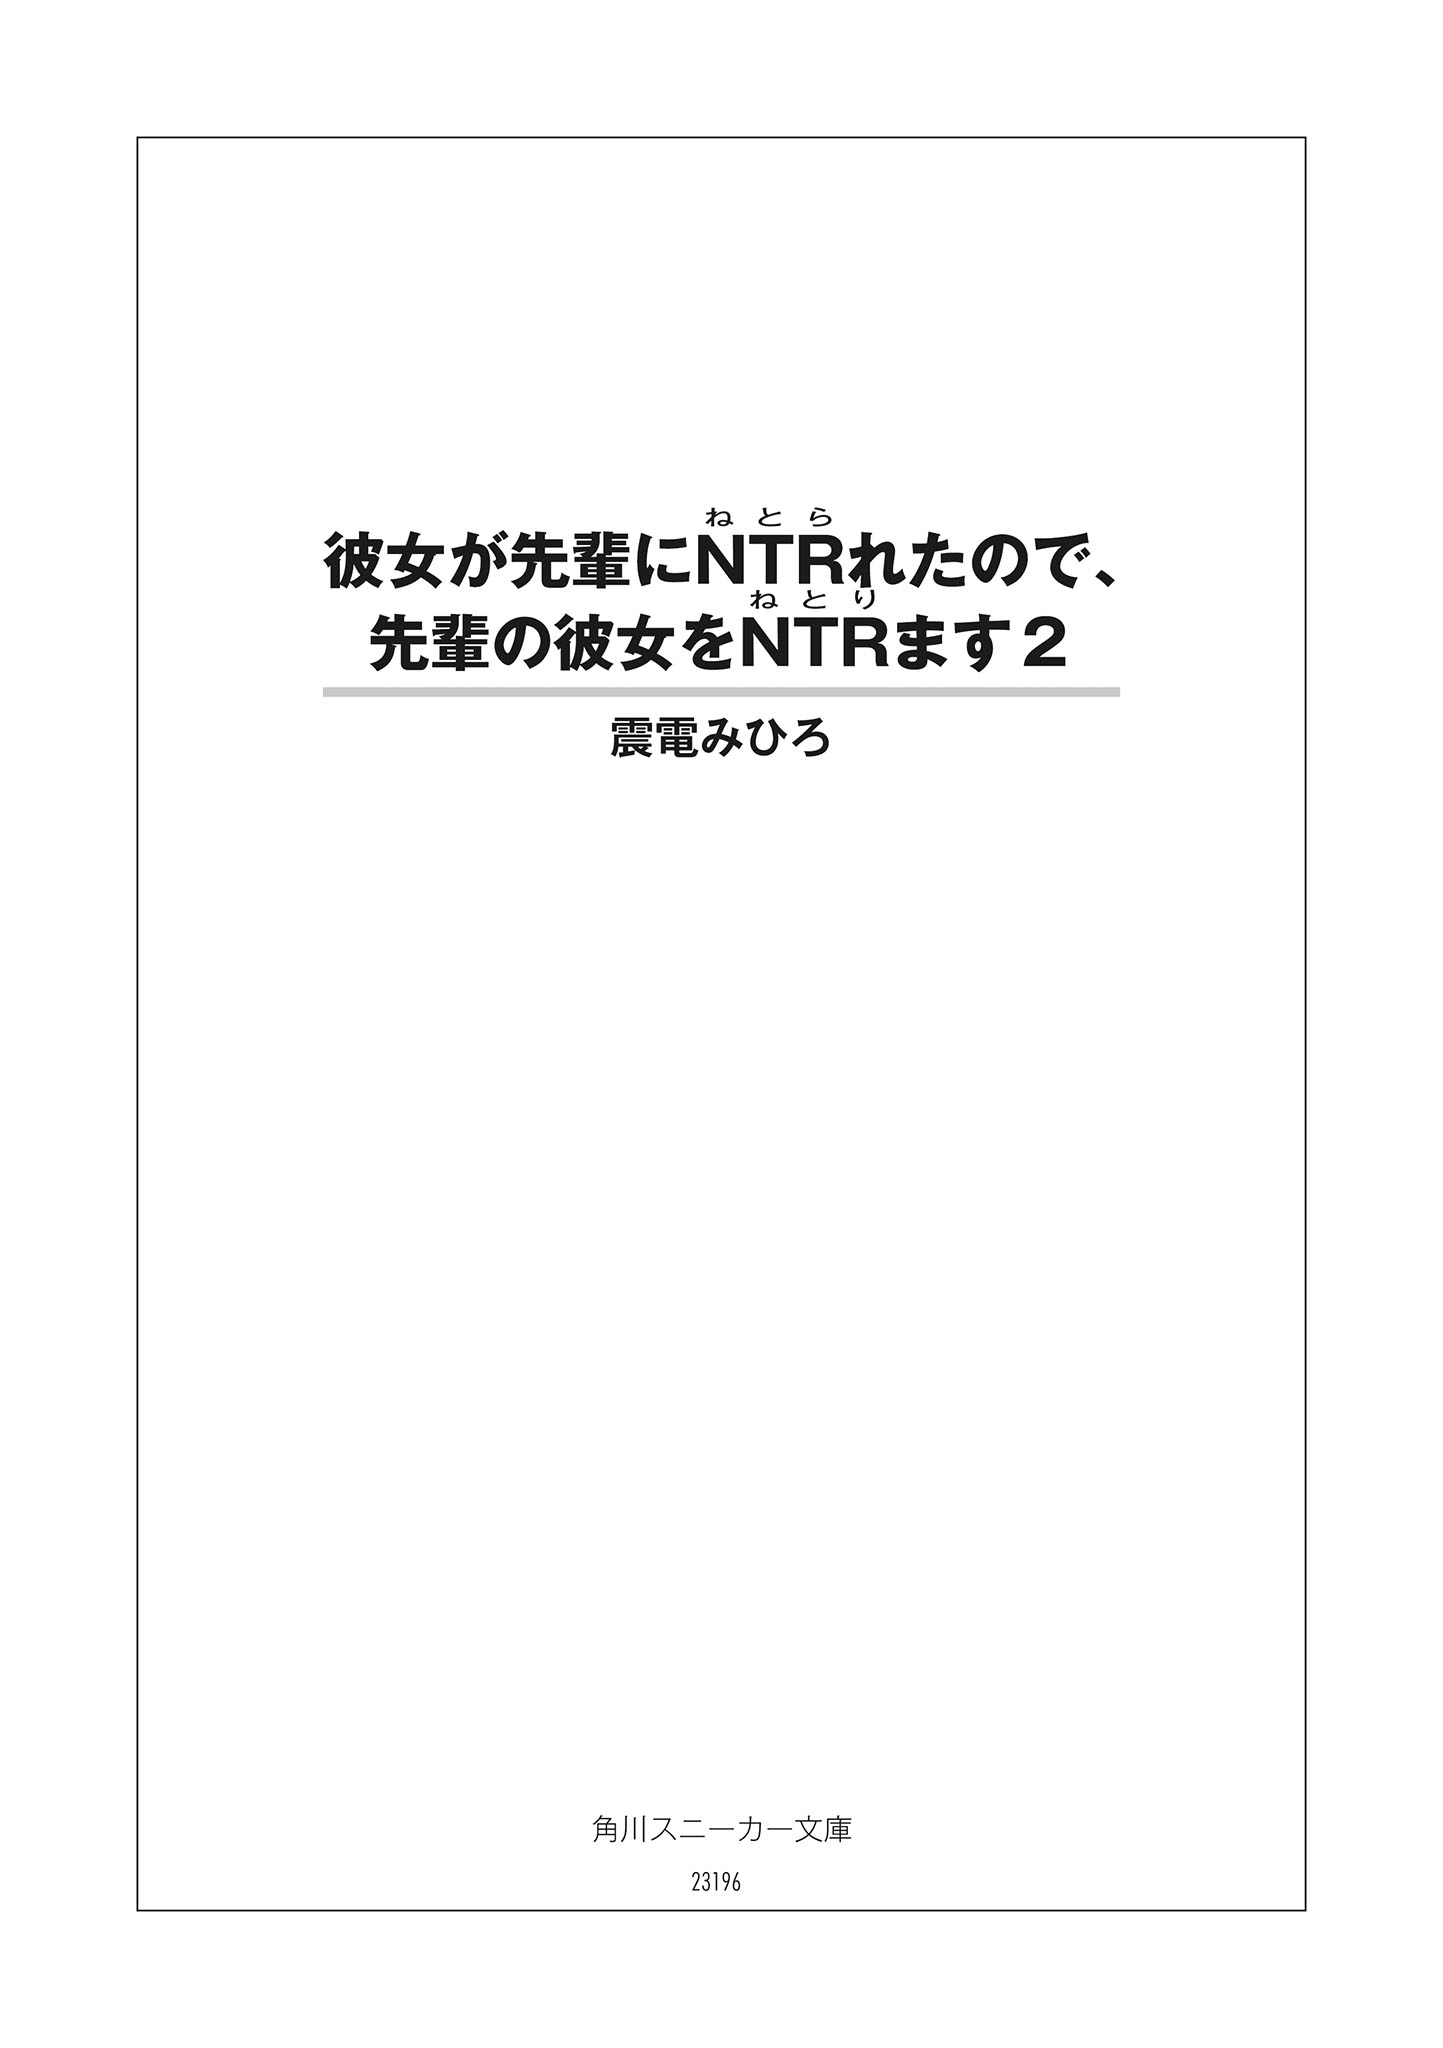 ねとら
彼女が先輩にNTRれたので、
ねとり
先輩の彼女をNTRます2
震電みひろ
角川スニーカー文庫
23196